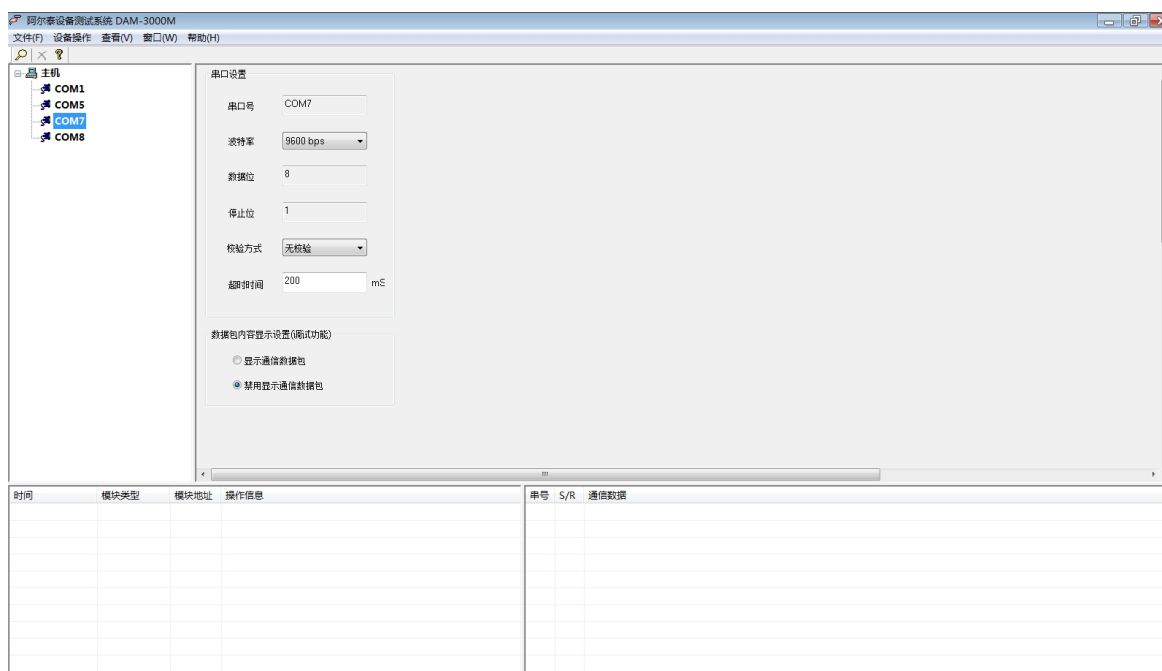 阿尔泰设备测试系统 DAM-3000M
文件(F) 设备操作 查看(V) 窗口(W) 帮助(H)
主机
COM1
COM5
COM7
COM8
串口设置
串口号 COM7
波特率 9600 bps
数据位 8
停止位 1
校验方式 无校验
超时时间 200 mS
数据包内容显示设置(调试功能)
显示通信数据包
禁用显示通信数据包
时间 模块类型 模块地址 操作信息
串号 S/R 通信数据